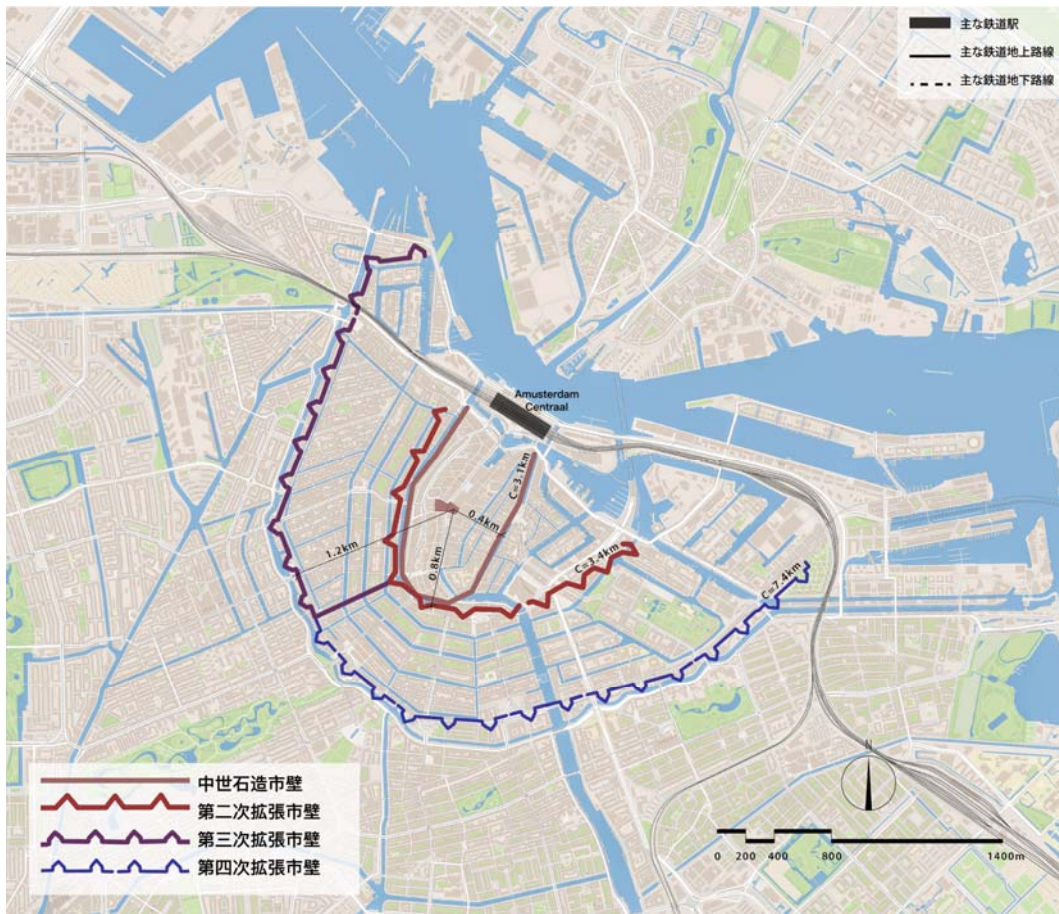 主な鉄道駅
主な鉄道地上路線
主な鉄道地下路線
Amusterdam
Centraal
C=3.1km
0.4km
1.2km
0.8km
C=3.4km
C=7.4km
N
中世石造市壁
第二次拡張市壁
第三次拡張市壁
第四次拡張市壁
0 200 400 800 1400m